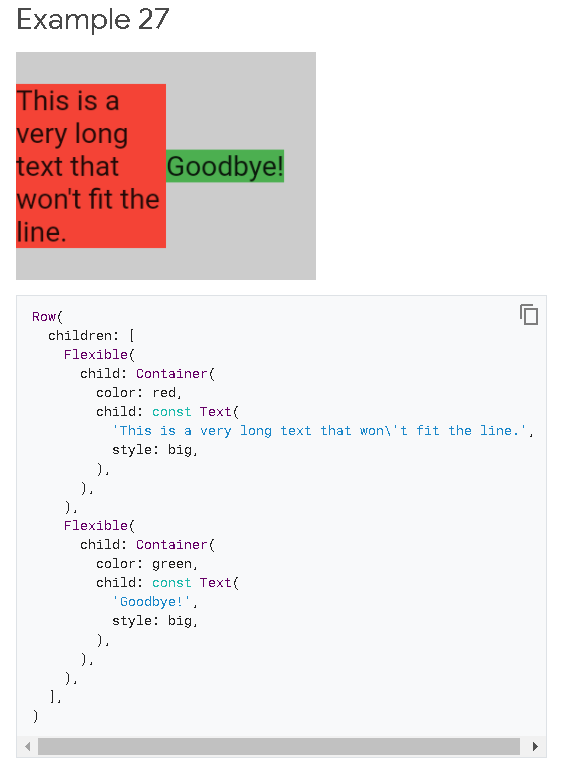 Example 27
This is a
very long
text that
won't fit the
line.
Goodbye!
Row(
  children: [
    Flexible(
      child: Container(
        color: red,
        child: const Text(
          'This is a very long text that won\'t fit the line.',
          style: big,
        ),
      ),
    ),
    Flexible(
      child: Container(
        color: green,
        child: const Text(
          'Goodbye!',
          style: big,
        ),
      ),
    ),
  ],
)